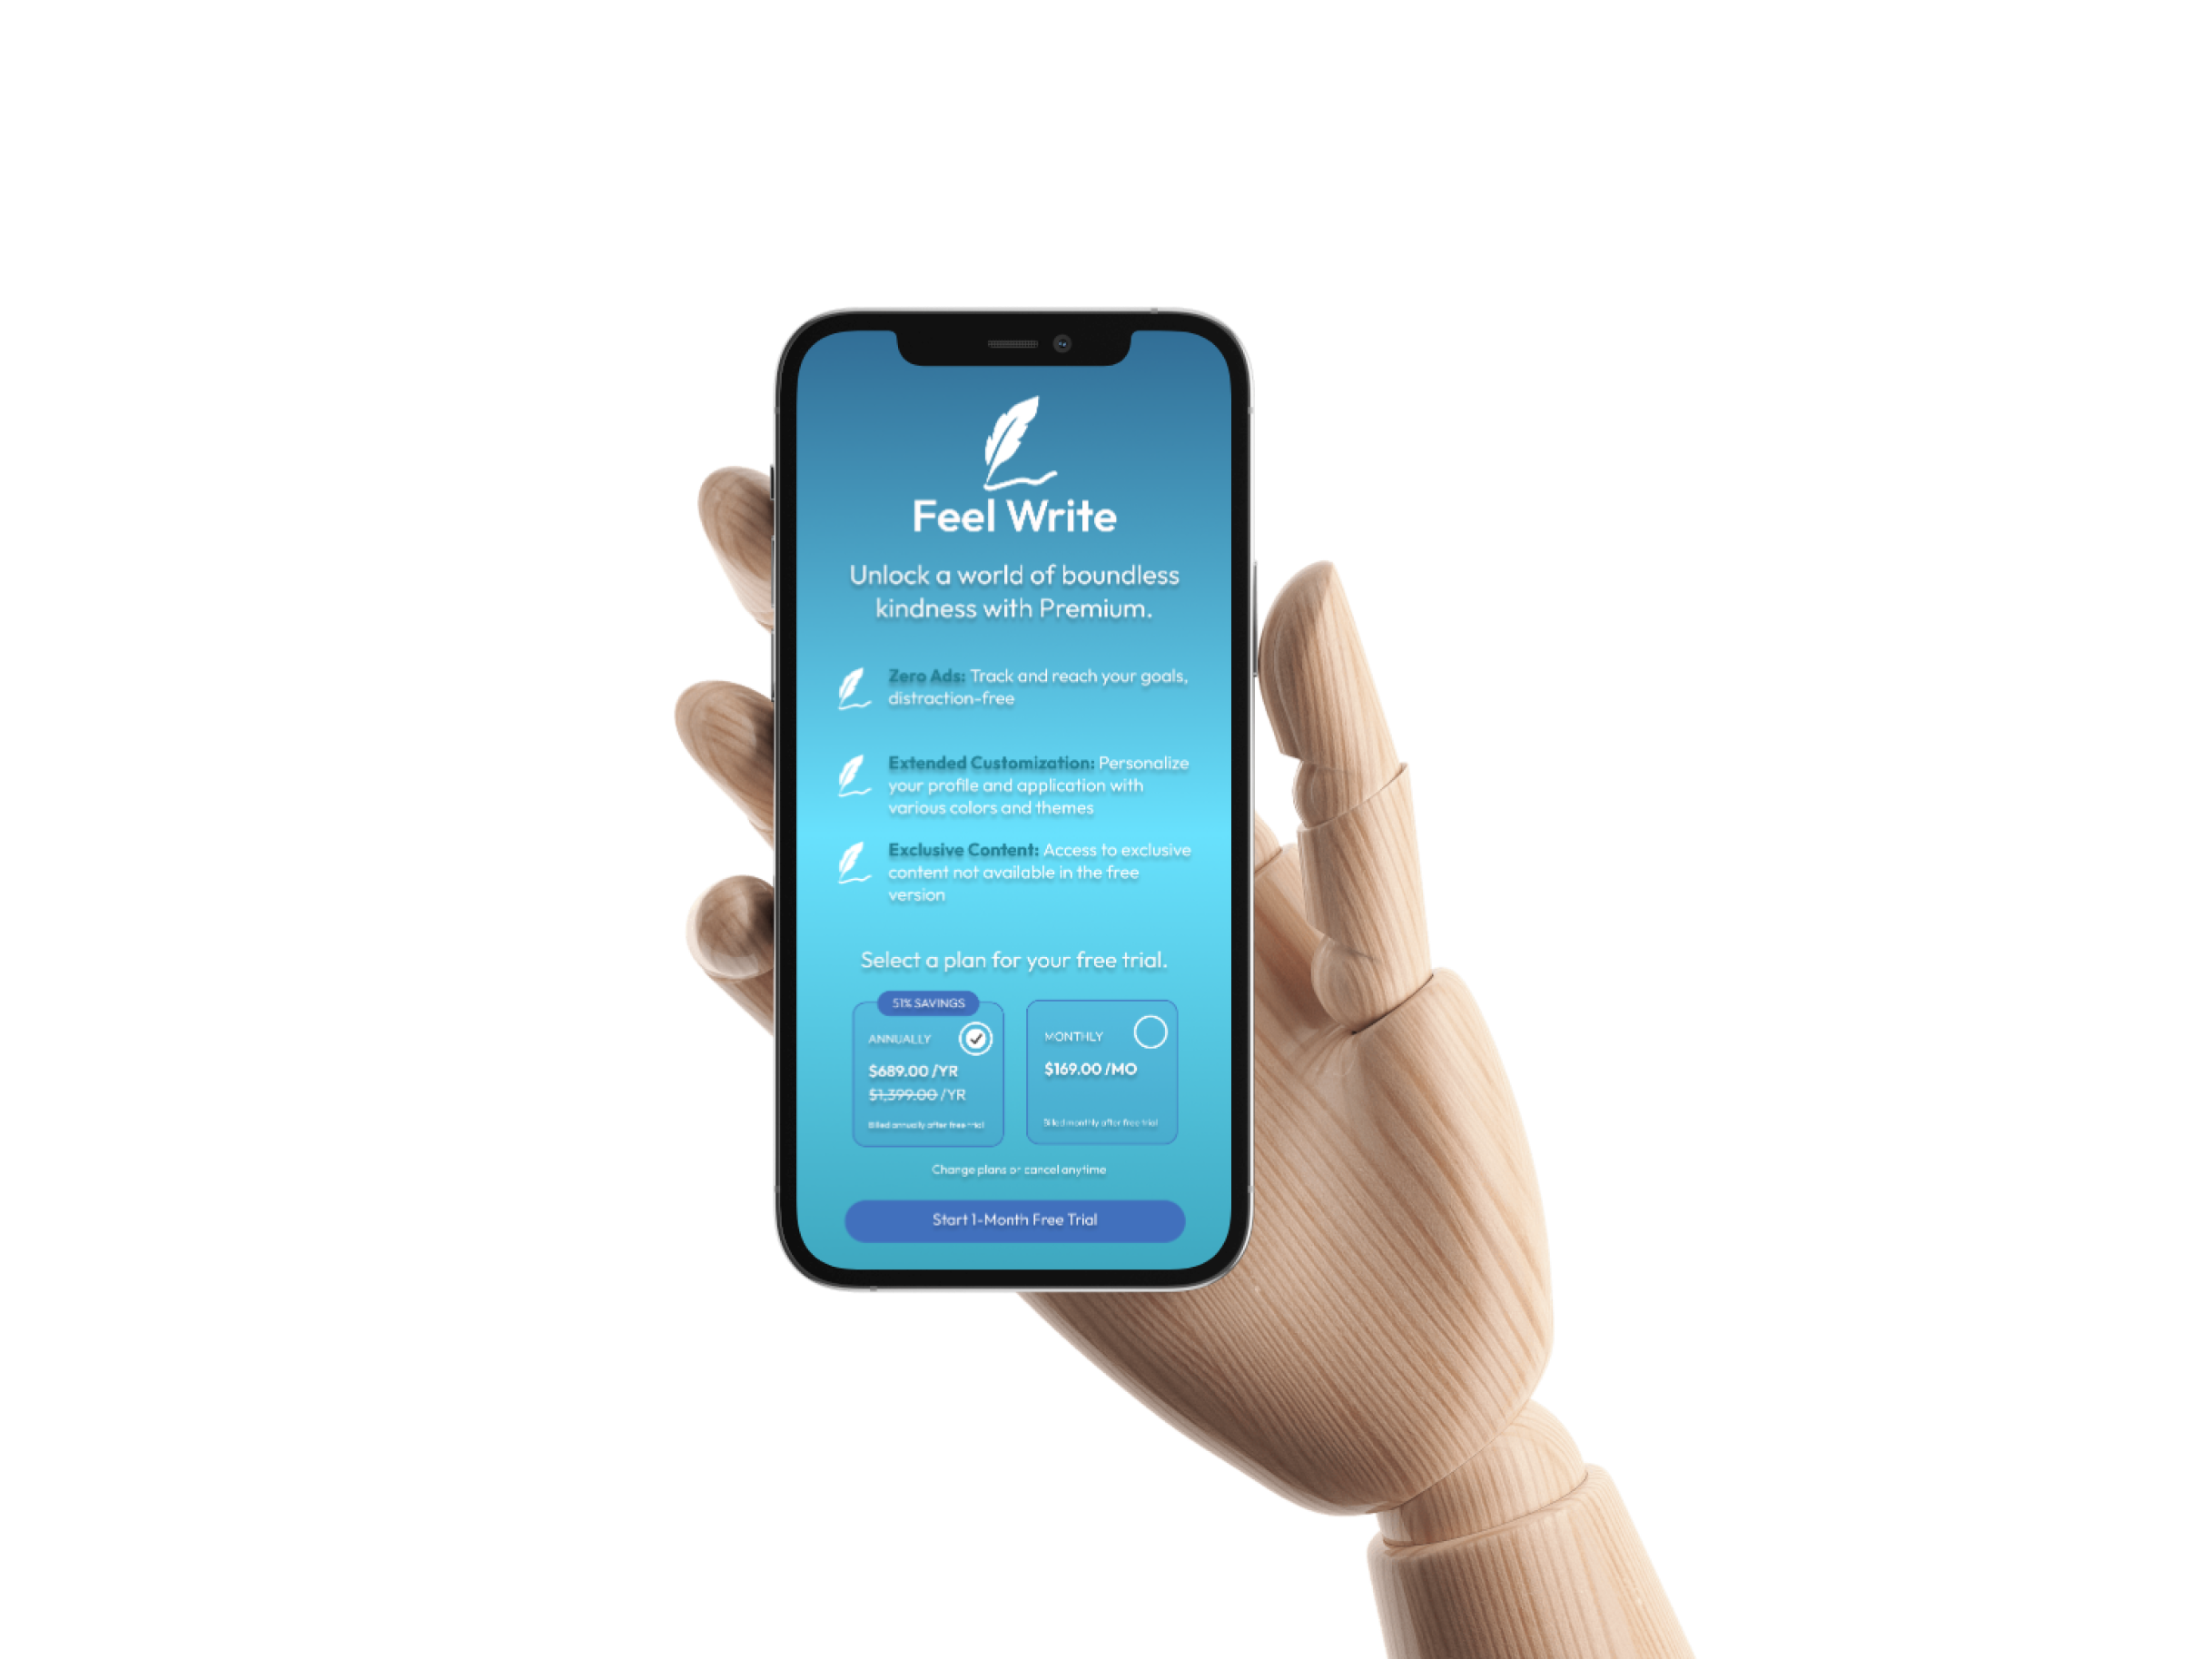 Feel Write
Unlock a world of boundless
kindness with Premium.
Zero Ads: Track and reach your goals,
distraction-free
Extended Customization: Personalize
your profile and application with
various colors and themes
Exclusive Content: Access to exclusive
content not available in the free
version
Select a plan for your free trial.
51% SAVINGS
ANNUALLY
$689.00 /YR
$1,399.00 /YR
Billed annually after free trial
MONTHLY
$169.00 /MO
Billed monthly after free trial
Change plans or cancel anytime
Start 1-Month Free Trial